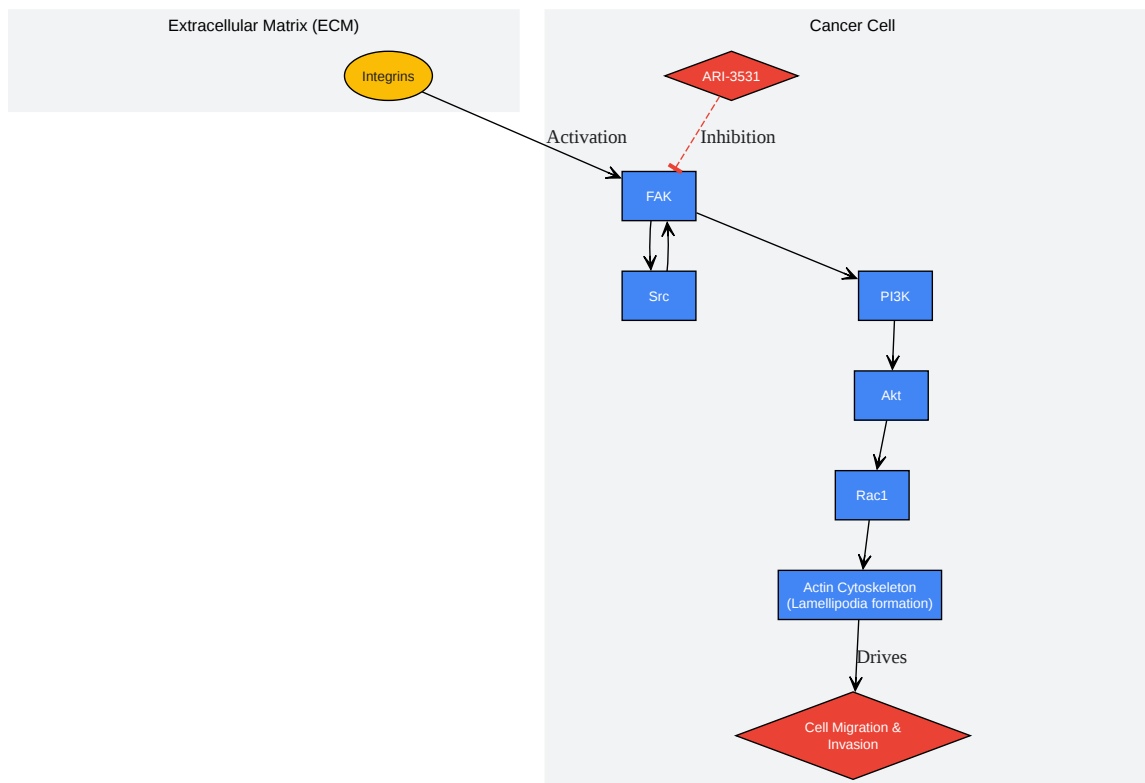 Extracellular Matrix (ECM)
Cancer Cell
Integrins
ARI-3531
Activation
Inhibition
FAK
Src
PI3K
Akt
Rac1
Actin Cytoskeleton
(Lamellipodia formation)
Drives
Cell Migration &
Invasion